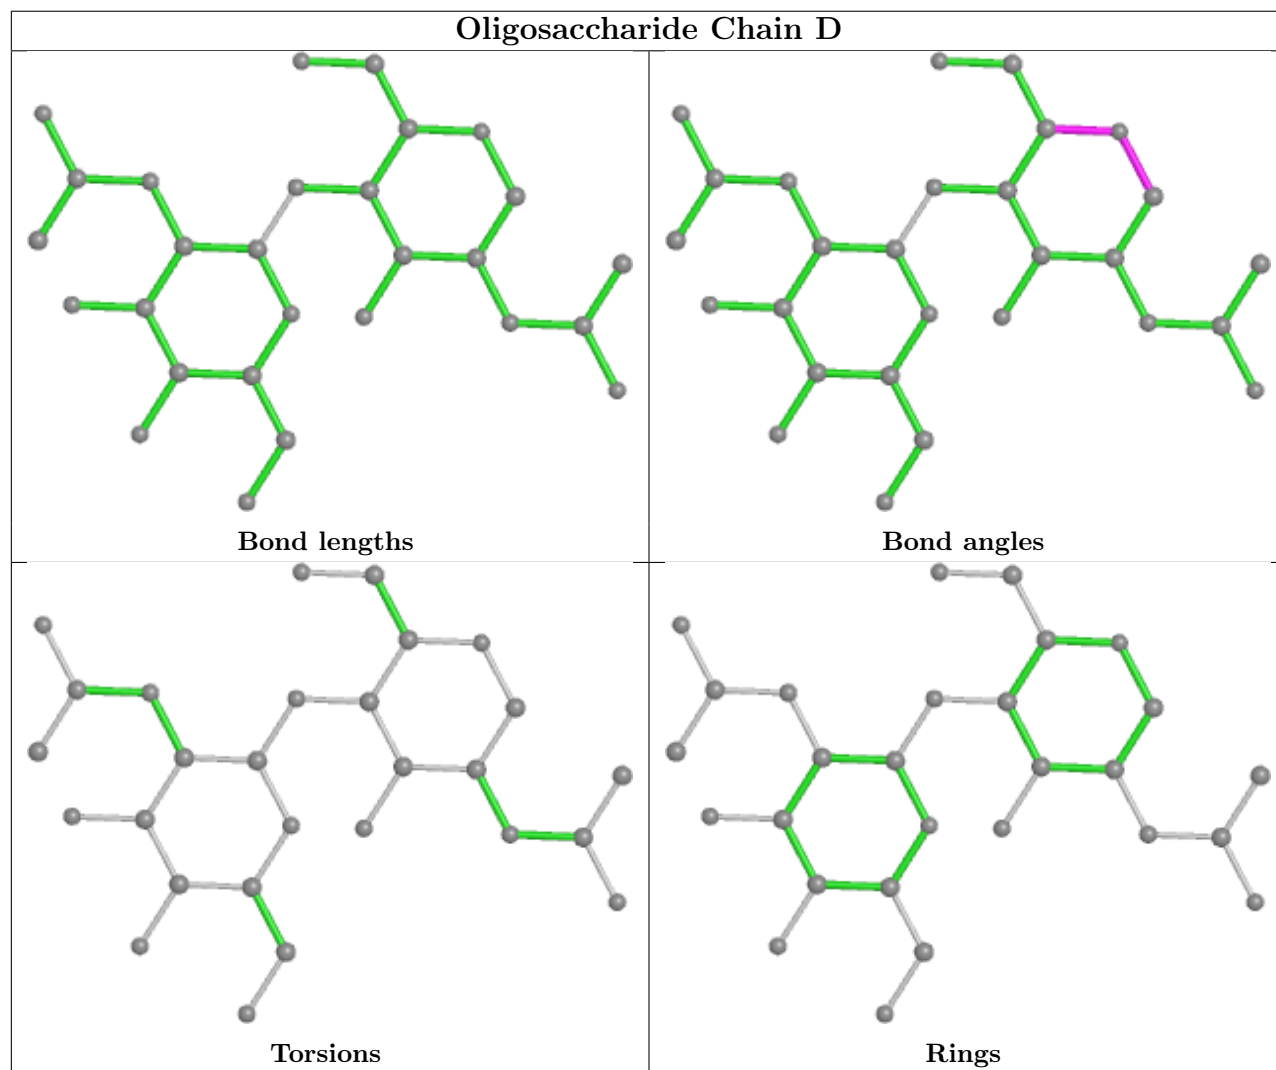 Oligosaccharide Chain D
Bond lengths
Bond angles
Torsions
Rings